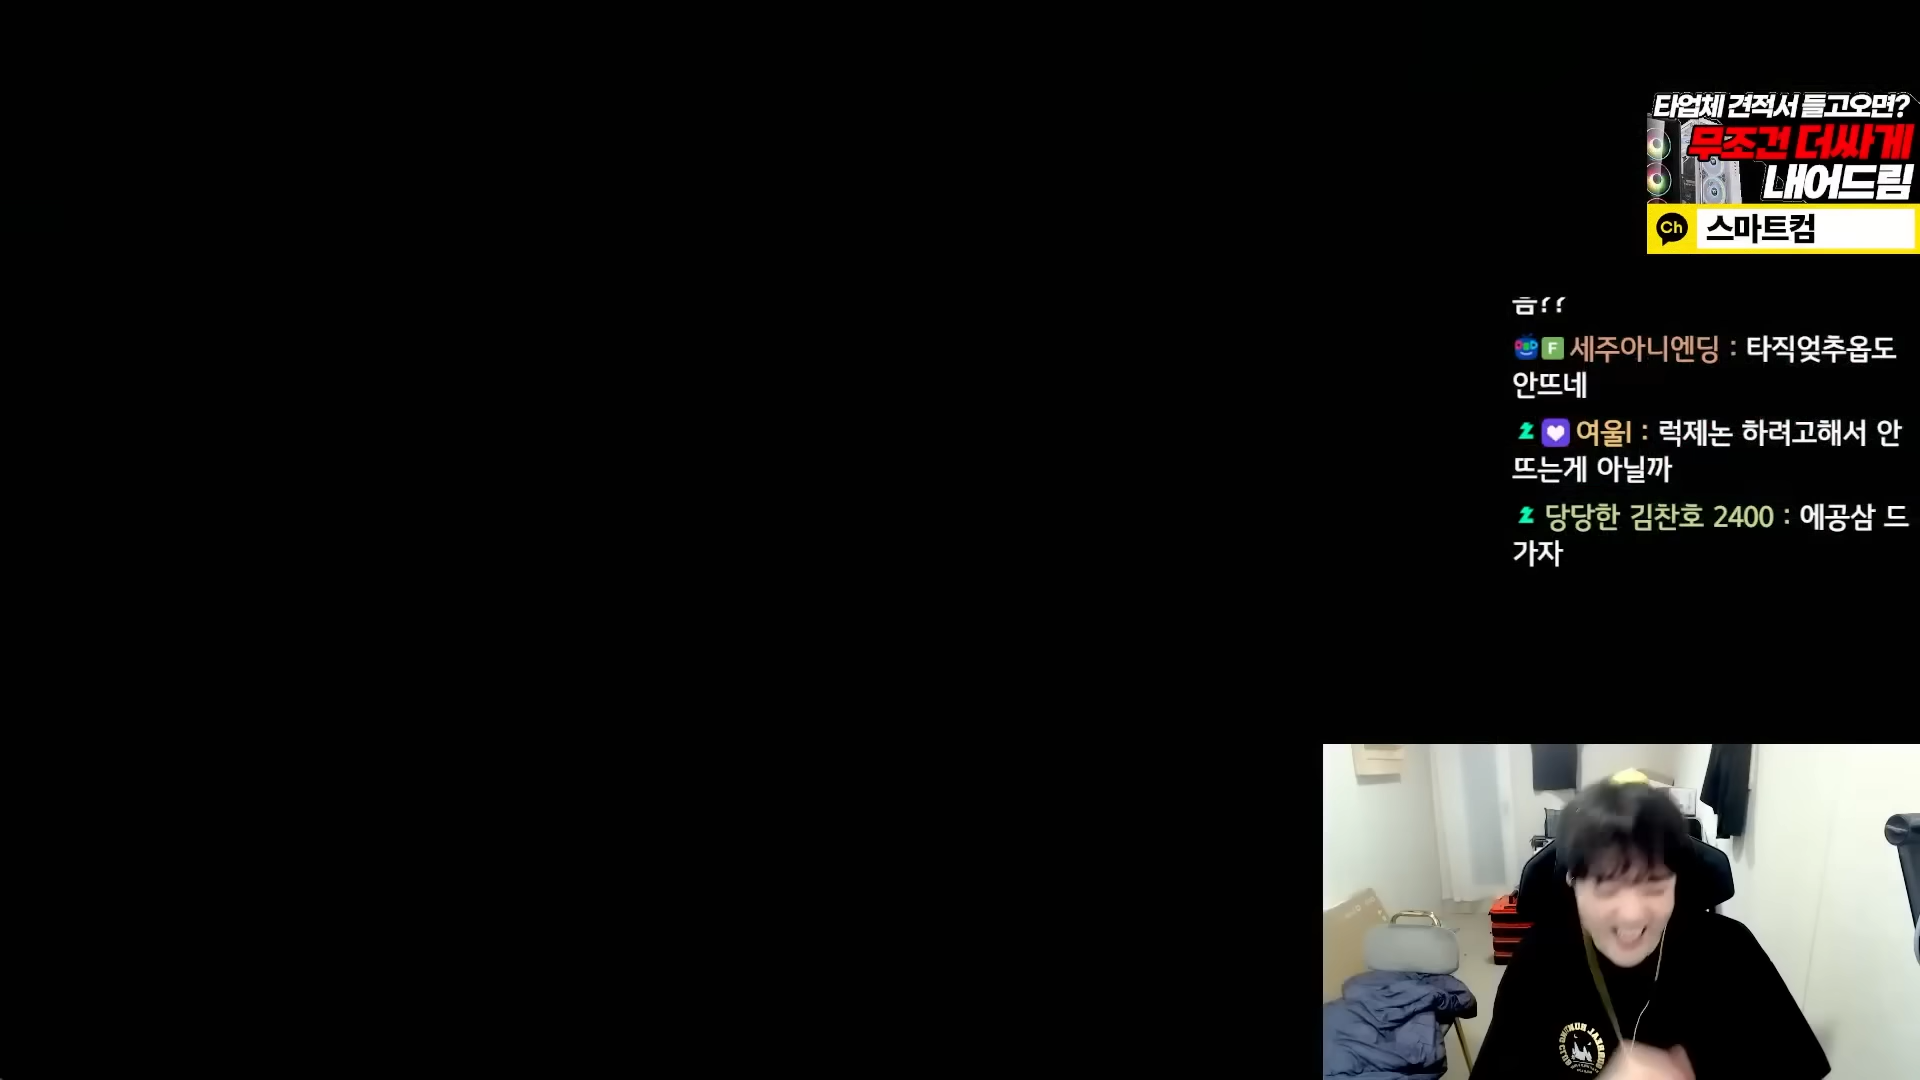 타업체 견적서 들고오면?
무조건 더싸게
내어드림
Ch 스마트컴
흠??
F 세주아니엔딩 : 타직엊추옵도
안뜨네
여울l : 럭제논 하려고해서 안
뜨는게 아닐까
당당한 김찬호 2400 : 에공삼 드
가자